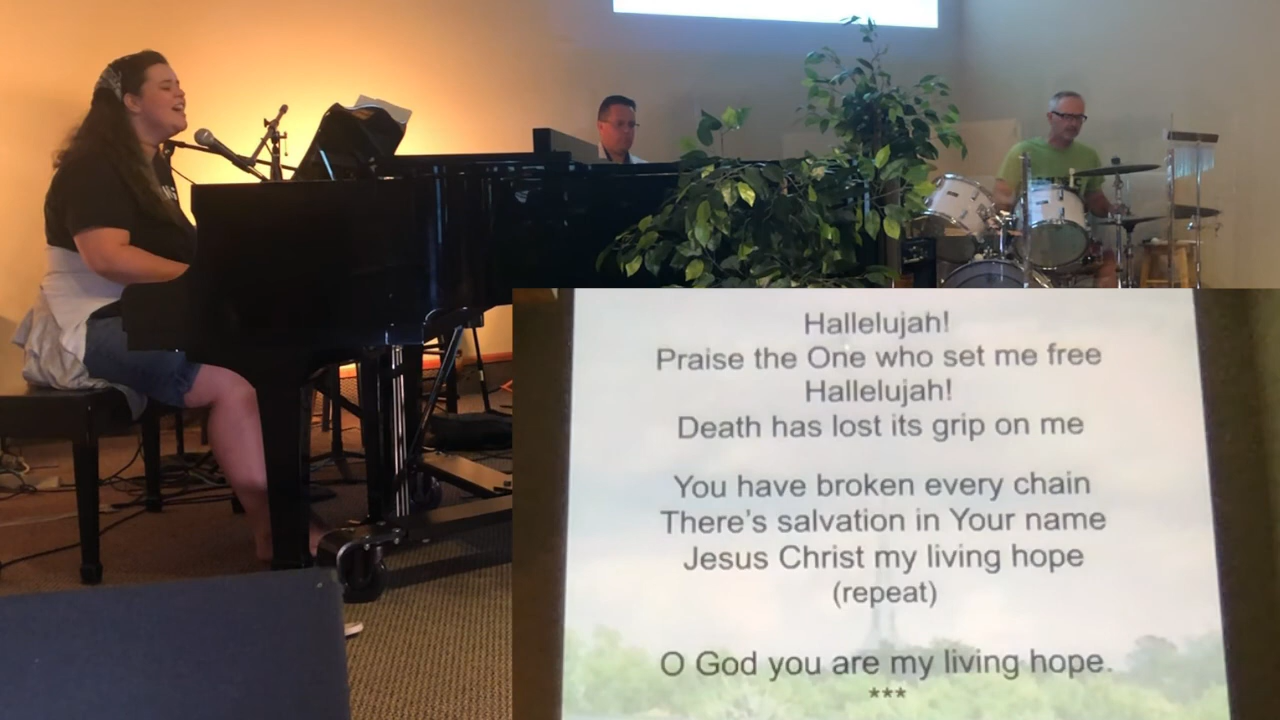 Hallelujah!
Praise the One who set me free
Hallelujah!
Death has lost its grip on me
You have broken every chain
There's salvation in Your name
Jesus Christ my living hope
(repeat)
O God you are my living hope.
***